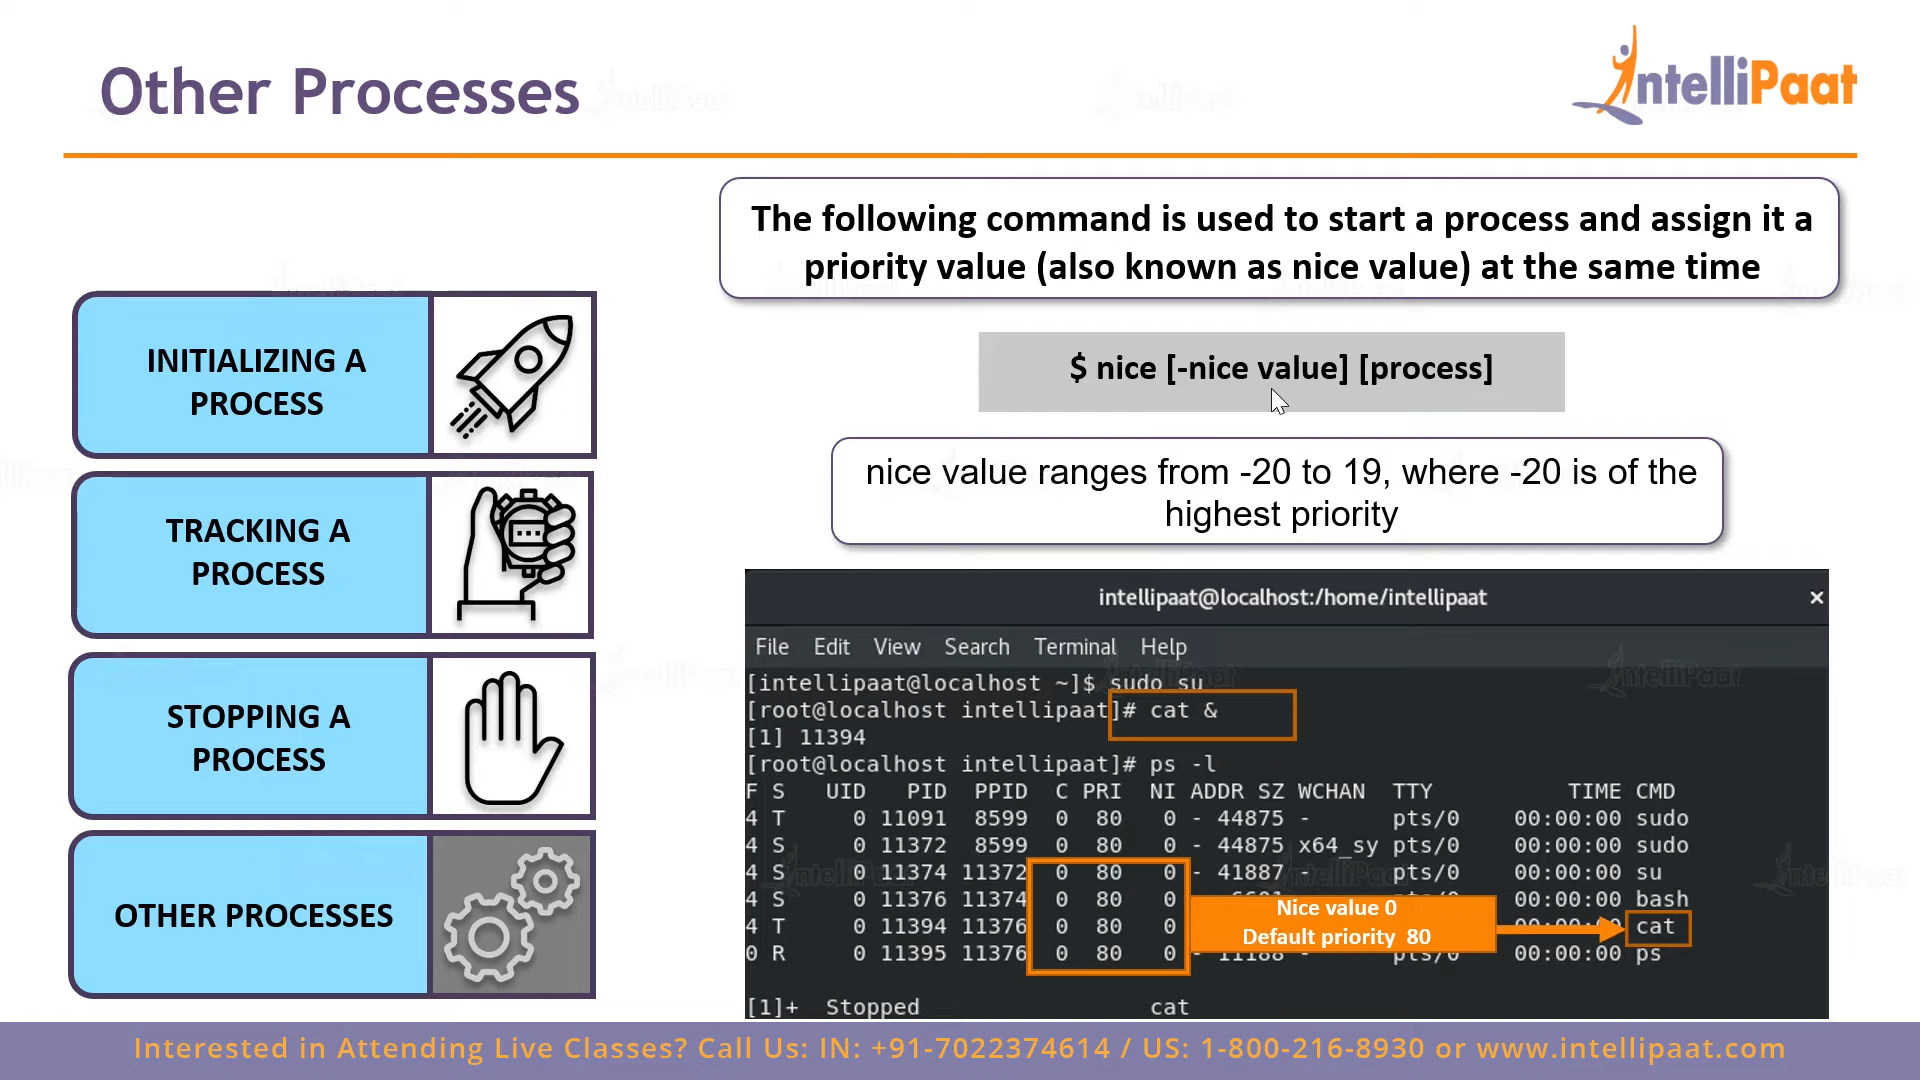 Other Processes
IntelliPaat
The following command is used to start a process and assign it a
priority value (also known as nice value) at the same time
$ nice [-nice value] [process]
nice value ranges from -20 to 19, where -20 is of the
highest priority
INITIALIZING A
PROCESS
TRACKING A
PROCESS
STOPPING A
PROCESS
OTHER PROCESSES
intellipaat@localhost:/home/intellipaat ×
File Edit View Search Terminal Help
[intellipaat@localhost ~]$ sudo su
[root@localhost intellipaat]# cat &
[1] 11394
[root@localhost intellipaat]# ps -l
F S UID PID PPID C PRI NI ADDR SZ WCHAN TTY TIME CMD
4 T 0 11091 8599 0 80 0 - 44875 - pts/0 00:00:00 sudo
4 S 0 11372 8599 0 80 0 - 44875 x64_sy pts/0 00:00:00 sudo
4 S 0 11374 11372 0 80 0 - 41887 - pts/0 00:00:00 su
4 S 0 11376 11374 0 80 0 - pts/0 00:00:00 bash
4 T 0 11394 11376 0 80 0 00:00:00 cat
0 R 0 11395 11376 0 80 0 - 11188 - pts/0 00:00:00 ps
Nice value 0
Default priority 80
[1]+ Stopped cat
Interested in Attending Live Classes? Call Us: IN: +91-7022374614 / US: 1-800-216-8930 or www.intellipaat.com